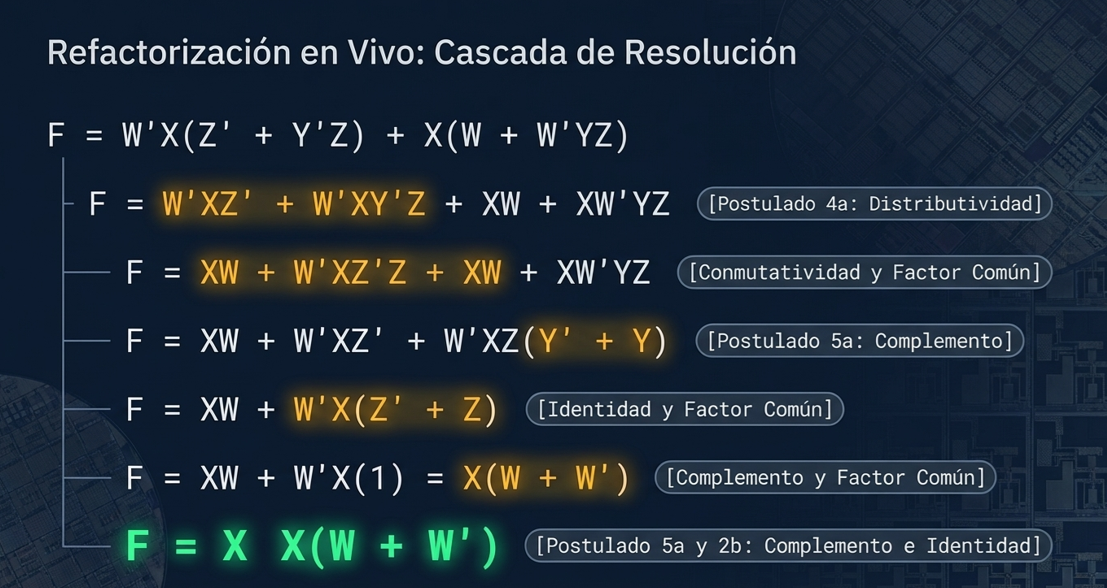 Refactorización en Vivo: Cascada de Resolución
F = W'X(Z' + Y'Z) + X(W + W'YZ)
F = W'XZ' + W'XY'Z + XW + XW'YZ [Postulado 4a: Distributividad]
F = XW + W'XZ'Z + XW + XW'YZ [Conmutatividad y Factor Común]
F = XW + W'XZ' + W'XZ(Y' + Y) [Postulado 5a: Complemento]
F = XW + W'X(Z' + Z) [Identidad y Factor Común]
F = XW + W'X(1) = X(W + W') [Complemento y Factor Común]
F = X X(W + W') [Postulado 5a y 2b: Complemento e Identidad]